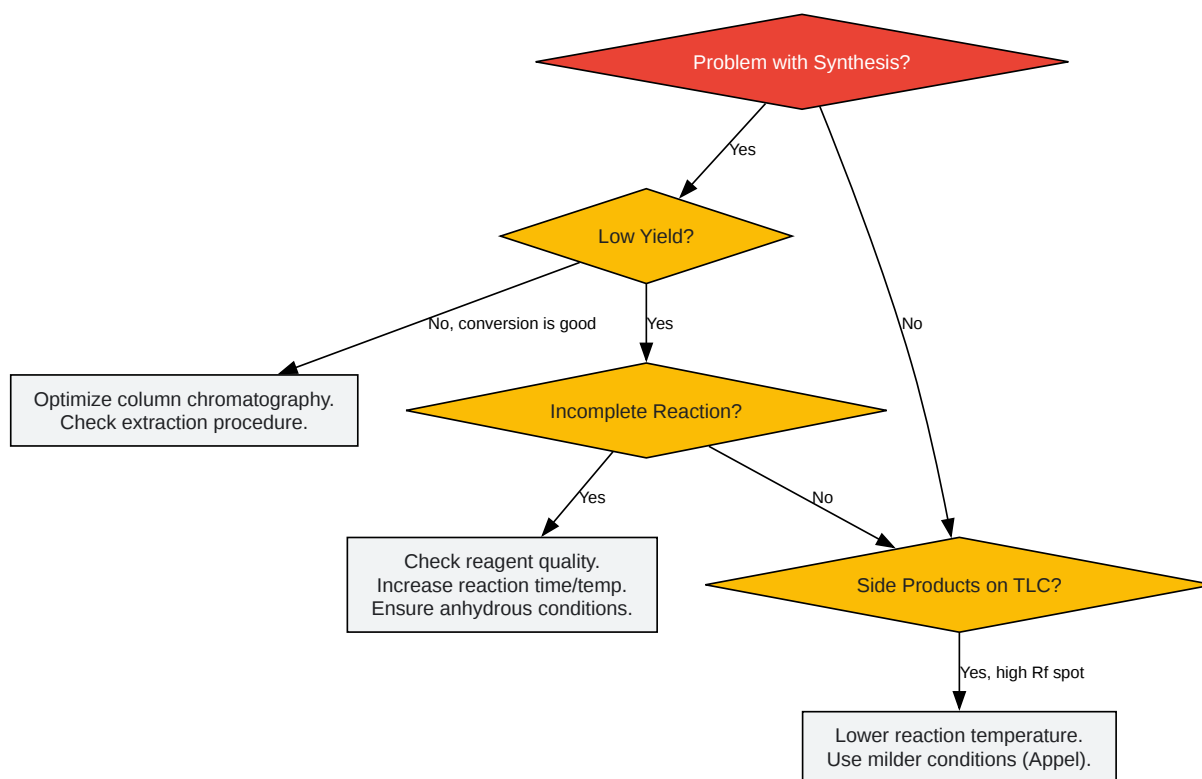 Problem with Synthesis?
Yes
Low Yield?
No, conversion is good
Yes
No
Optimize column chromatography.
Check extraction procedure.
Incomplete Reaction?
Yes
No
Check reagent quality.
Increase reaction time/temp.
Ensure anhydrous conditions.
Side Products on TLC?
Yes, high Rf spot
Lower reaction temperature.
Use milder conditions (Appel).